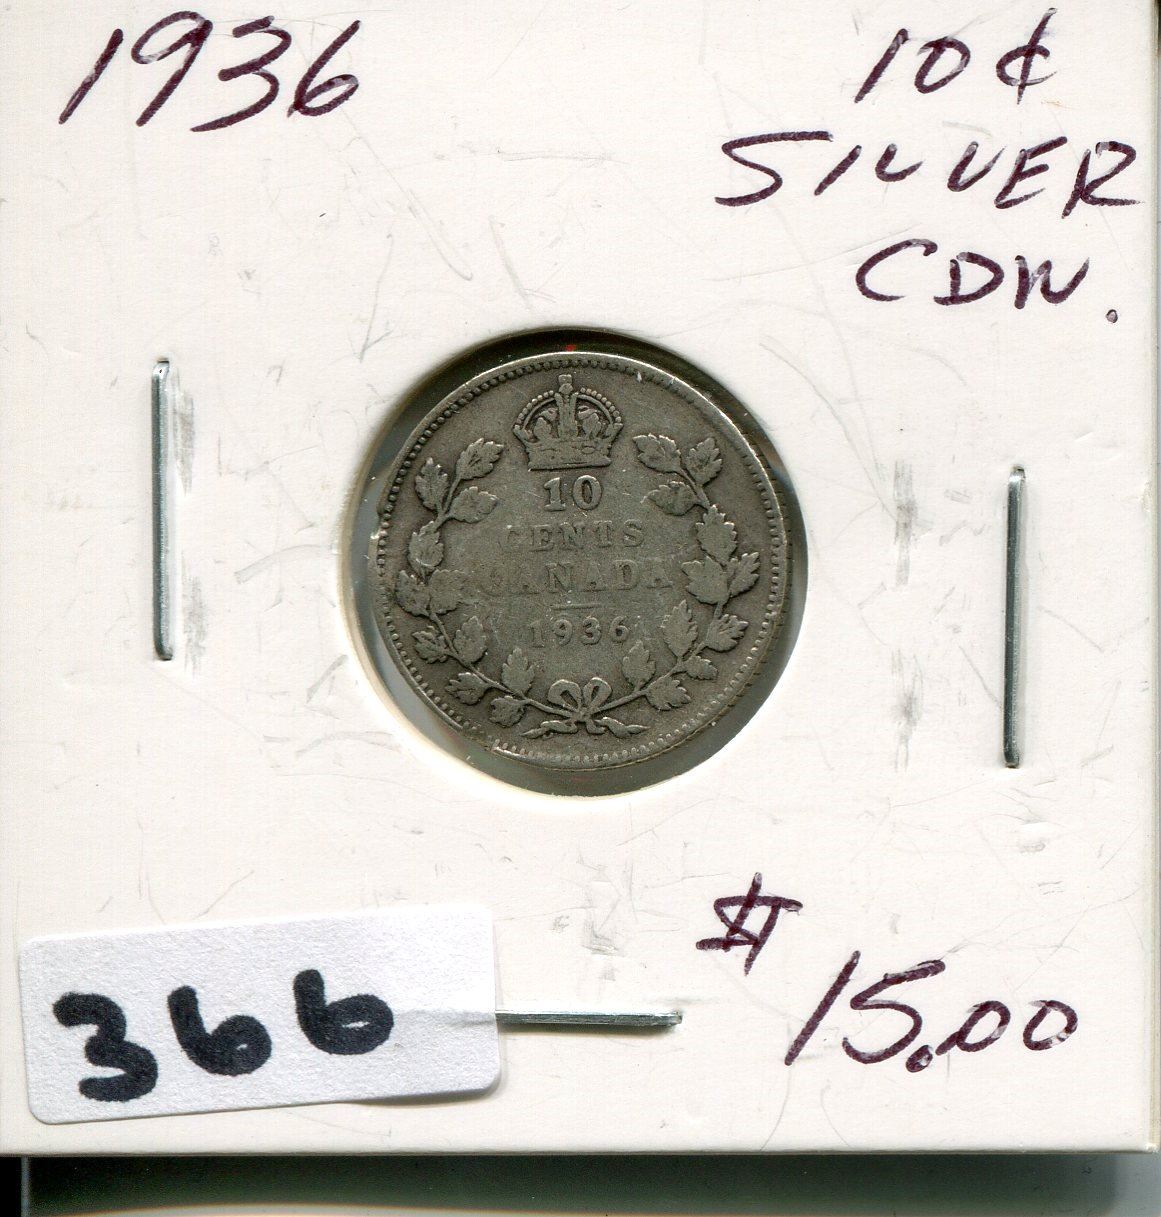 1936
10¢
SILVER
CDN.
10
CENTS
CANADA
1936
$15.00
366